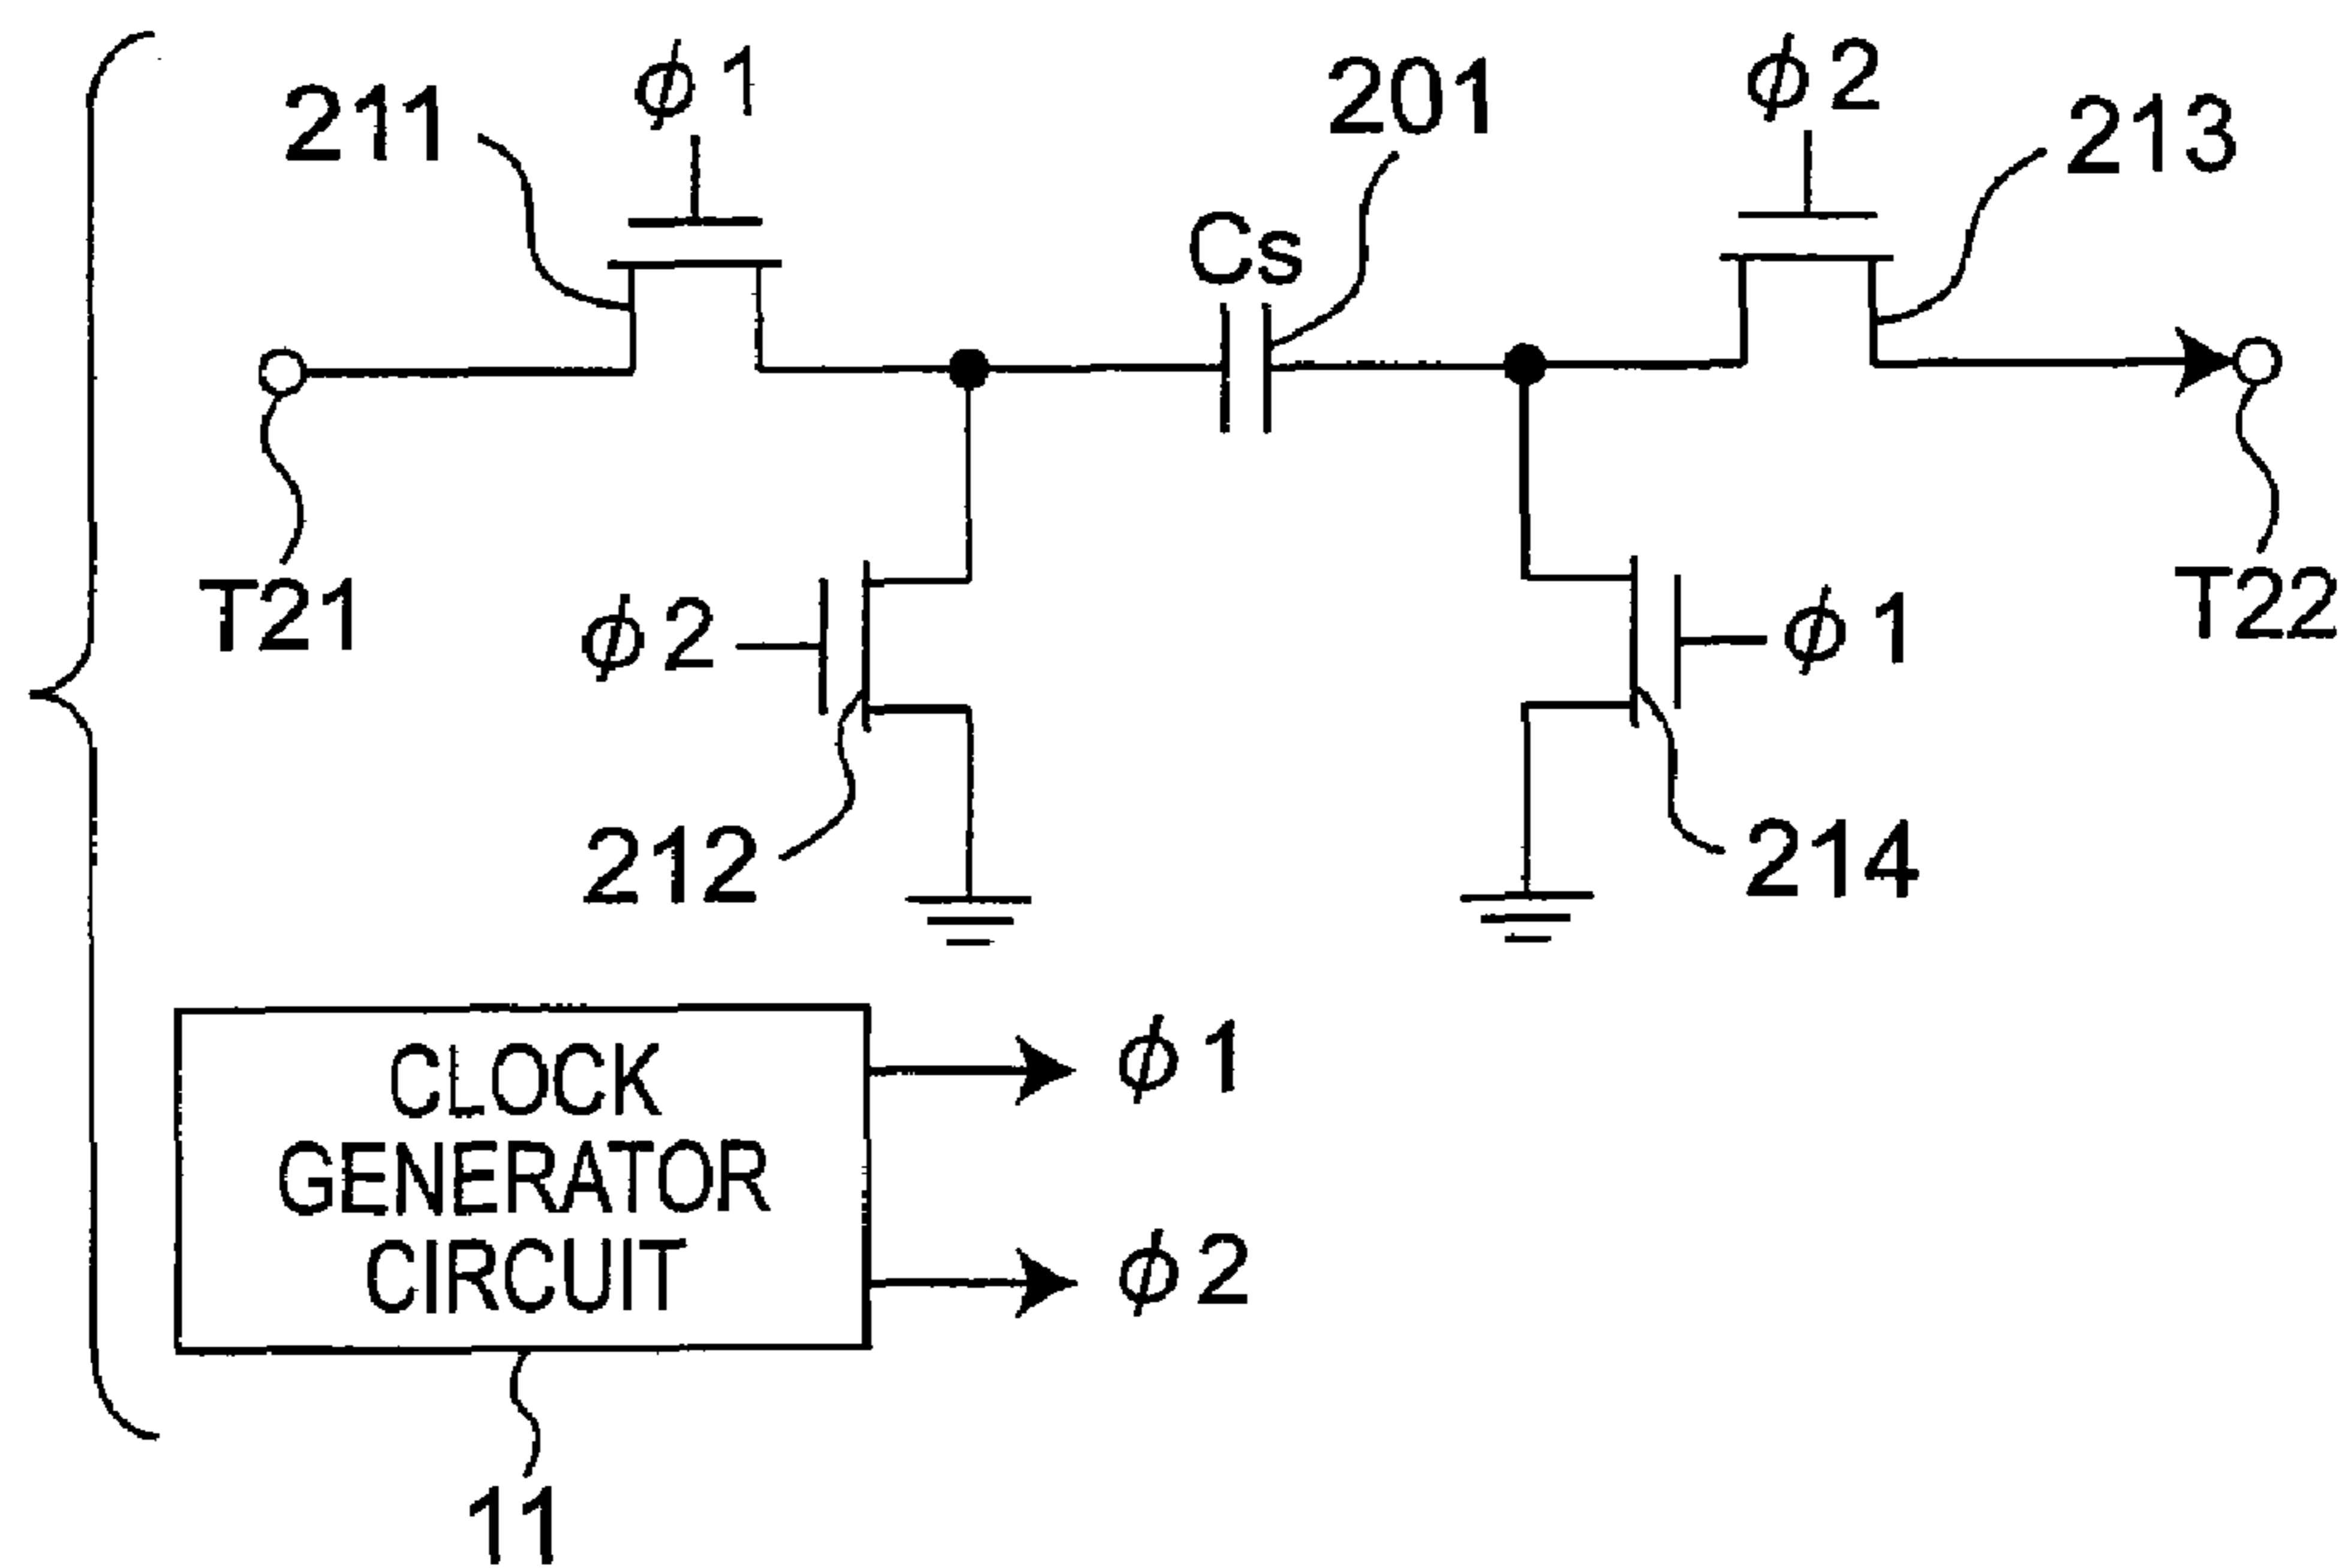 ϕ1
ϕ2
211
201
213
Cs
T21
ϕ2
ϕ1
T22
212
214
CLOCK
GENERATOR
CIRCUIT
ϕ1
ϕ2
11